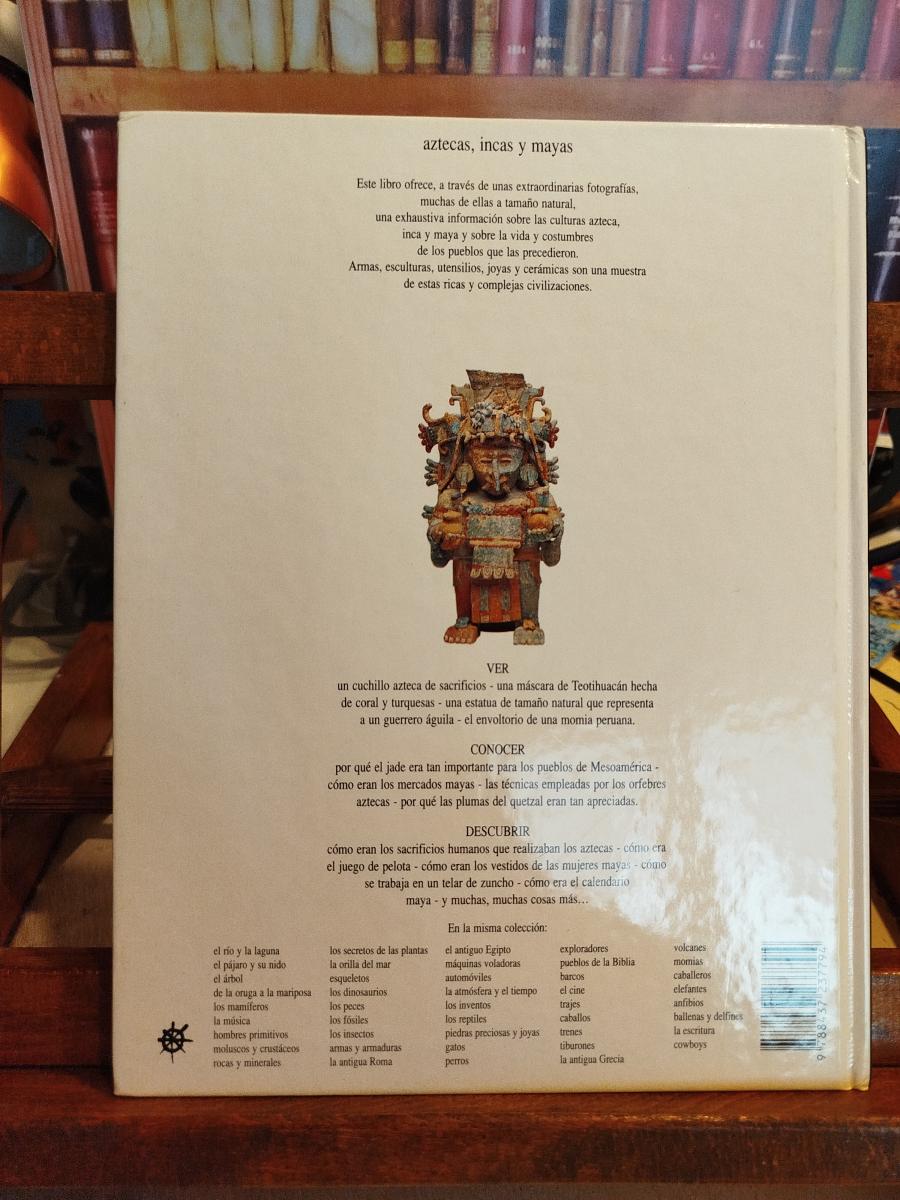 aztecas, incas y mayas
Este libro ofrece, a través de unas extraordinarias fotografías,
muchas de ellas a tamaño natural,
una exhaustiva información sobre las culturas azteca,
inca y maya y sobre la vida y costumbres
de los pueblos que las precedieron.
Armas, esculturas, utensilios, joyas y cerámicas son una muestra
de estas ricas y complejas civilizaciones.
VER
un cuchillo azteca de sacrificios - una máscara de Teotihuacán hecha
de coral y turquesas - una estatua de tamaño natural que representa
a un guerrero águila - el envoltorio de una momia peruana.
CONOCER
por qué el jade era tan importante para los pueblos de Mesoamérica -
cómo eran los mercados mayas - las técnicas empleadas por los orfebres
aztecas - por qué las plumas del quetzal eran tan apreciadas.
DESCUBRIR
cómo eran los sacrificios humanos que realizaban los aztecas - cómo era
el juego de pelota - cómo eran los vestidos de las mujeres mayas - cómo
se trabaja en un telar de zuncho - cómo era el calendario
maya - y muchas, muchas cosas más...
En la misma colección:
el río y la laguna
el pájaro y su nido
el árbol
de la oruga a la mariposa
los mamíferos
la música
hombres primitivos
moluscos y crustáceos
rocas y minerales
los secretos de las plantas
la orilla del mar
esqueletos
los dinosaurios
los peces
los fósiles
los insectos
armas y armaduras
la antigua Roma
el antiguo Egipto
máquinas voladoras
automóviles
la atmósfera y el tiempo
los inventos
los reptiles
piedras preciosas y joyas
gatos
perros
exploradores
pueblos de la Biblia
barcos
el cine
trajes
caballos
trenes
tiburones
la antigua Grecia
volcanes
momias
caballeros
elefantes
anfibios
ballenas y delfines
la escritura
cowboys
9 788437 237794